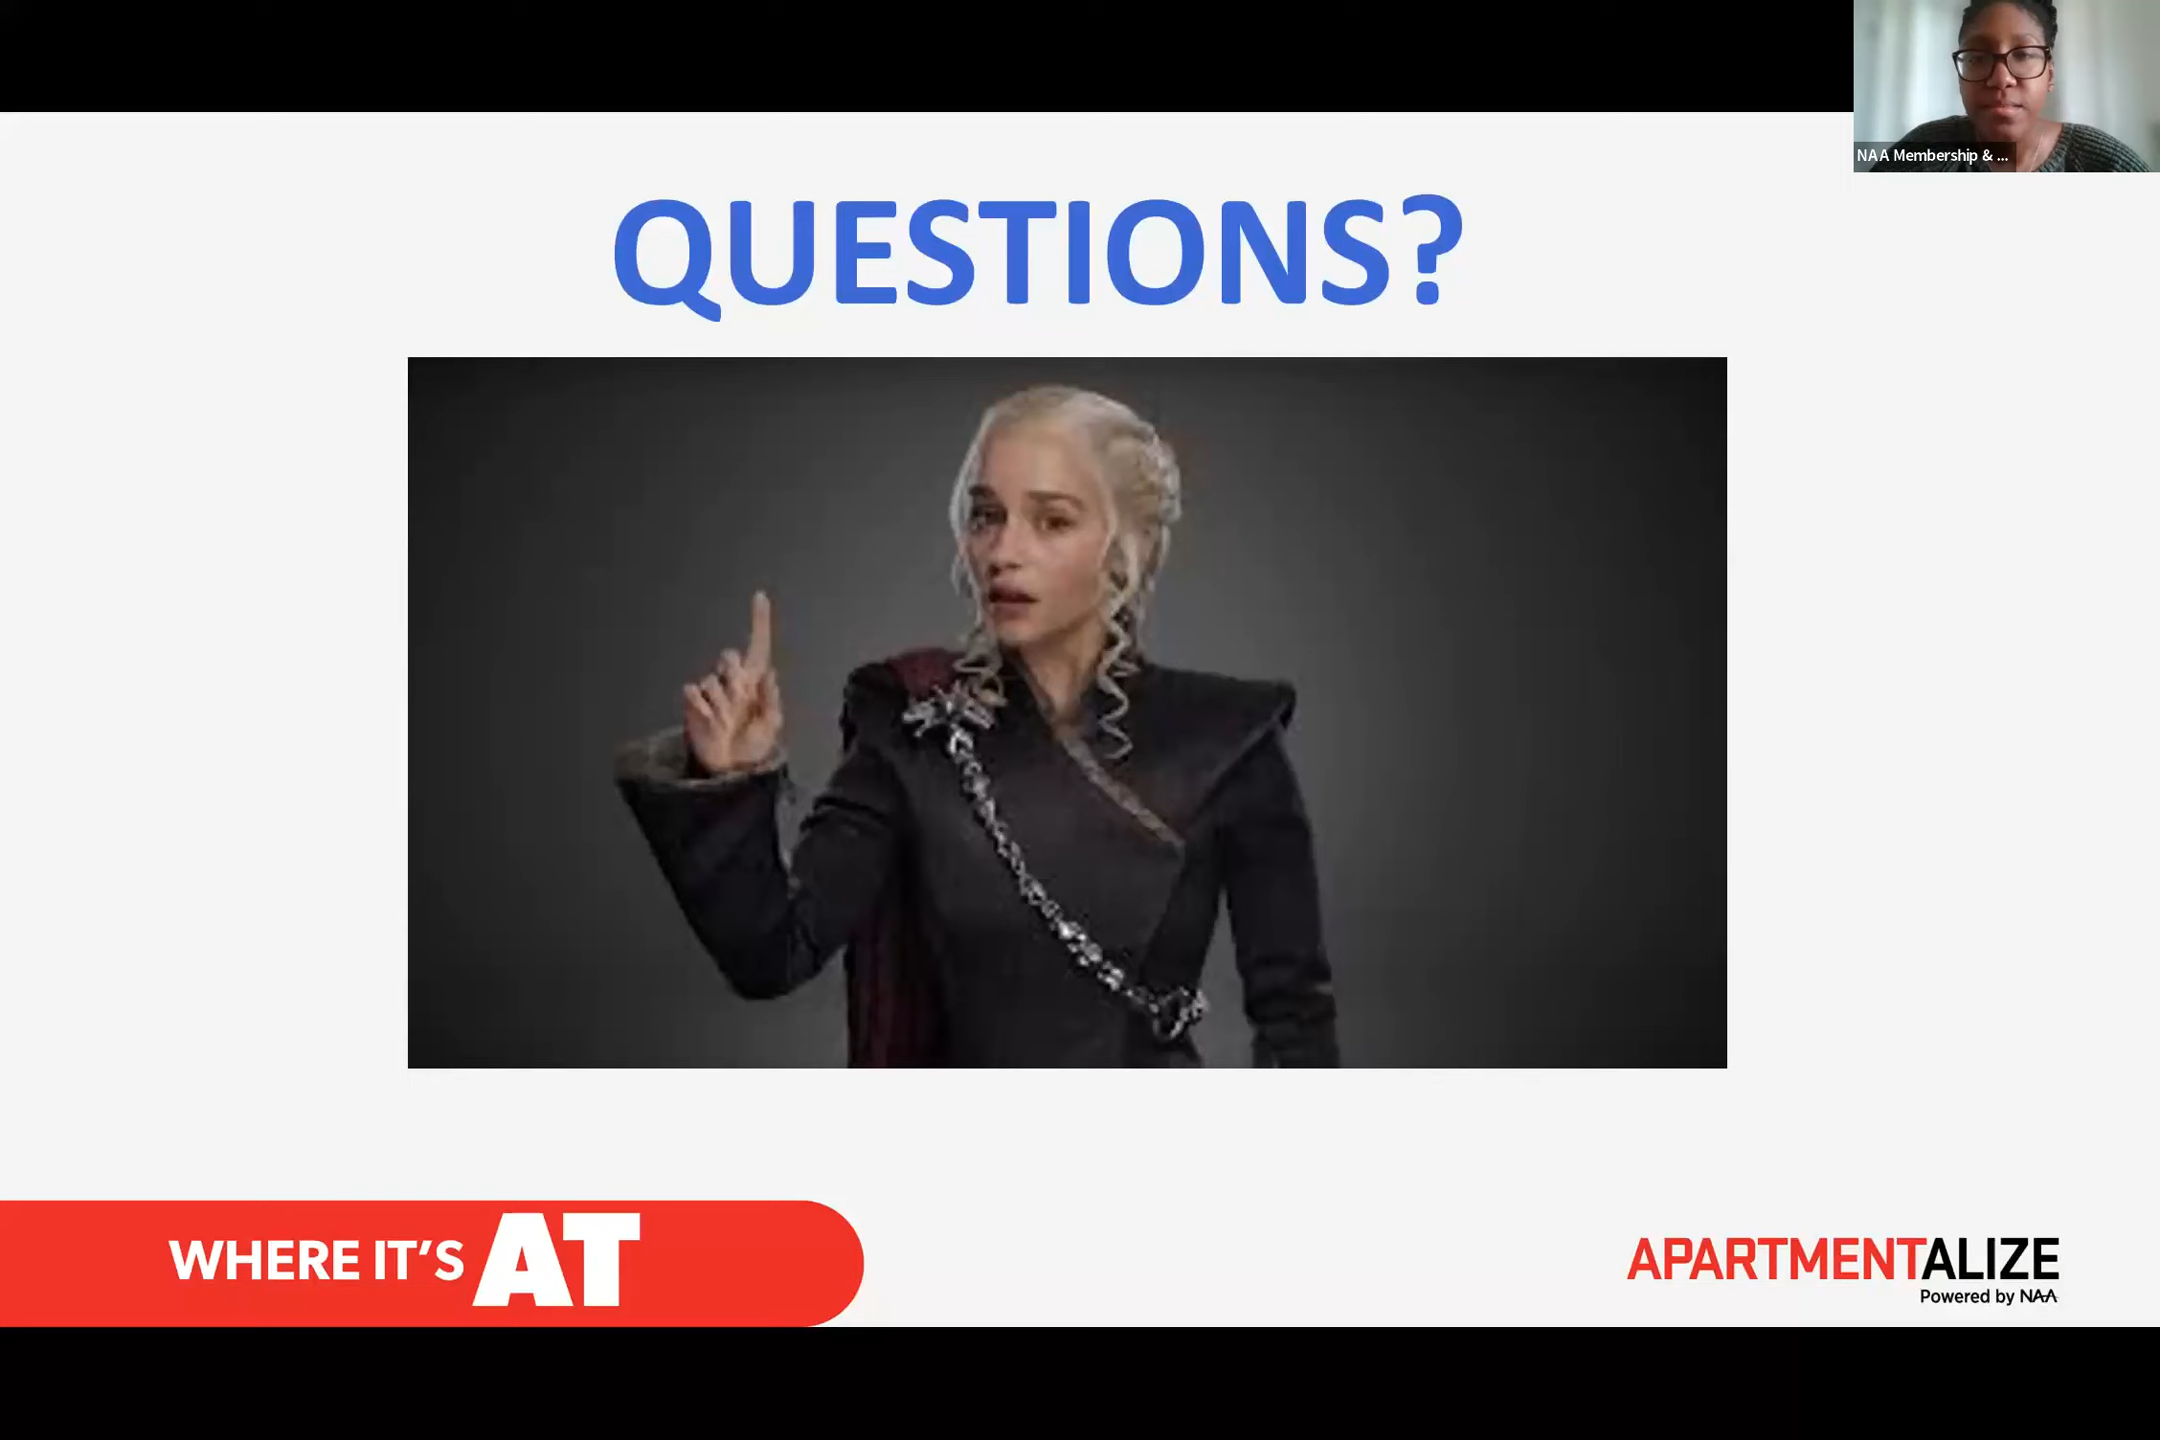 NAA Membership & ...
QUESTIONS?
WHERE IT'S AT
APARTMENTALIZE
Powered by NAA